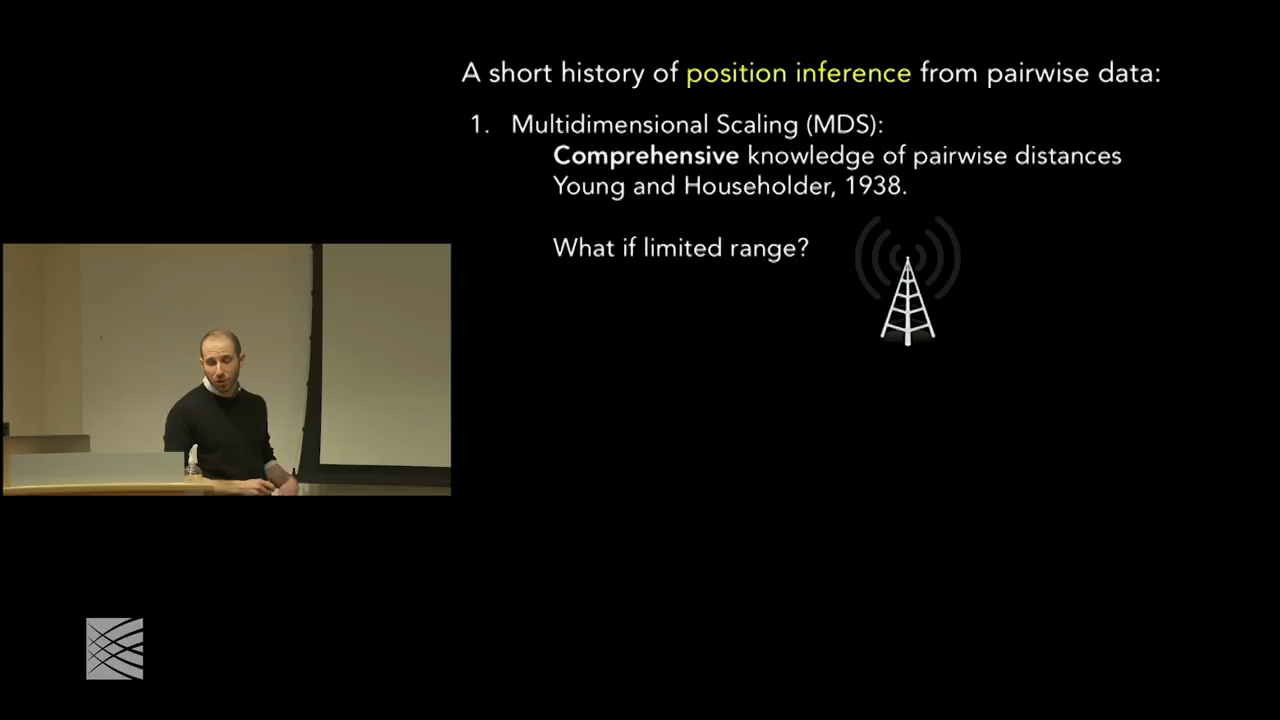 A short history of position inference from pairwise data:
1. Multidimensional Scaling (MDS):
Comprehensive knowledge of pairwise distances
Young and Householder, 1938.
What if limited range?